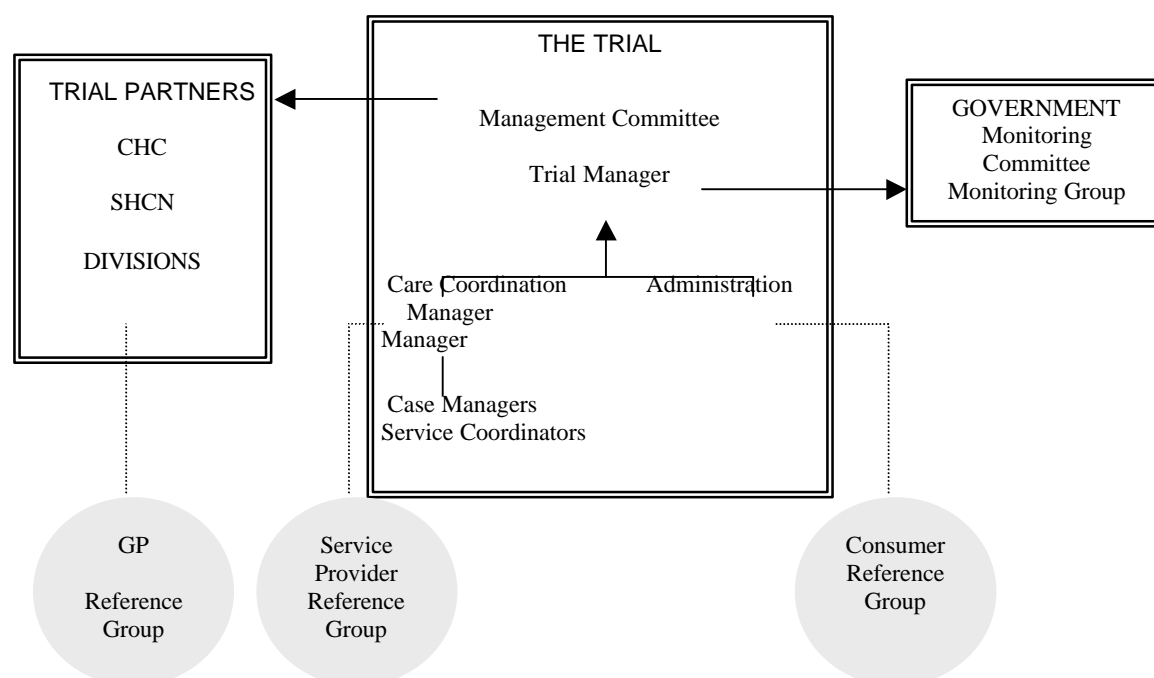 THE TRIAL
TRIAL PARTNERS
CHC
SHCN
DIVISIONS
Management Committee
Trial Manager
GOVERNMENT
Monitoring
Committee
Monitoring Group
Care Coordination
Manager
Manager
Administration
Case Managers
Service Coordinators
GP
Reference
Group
Service
Provider
Reference
Group
Consumer
Reference
Group